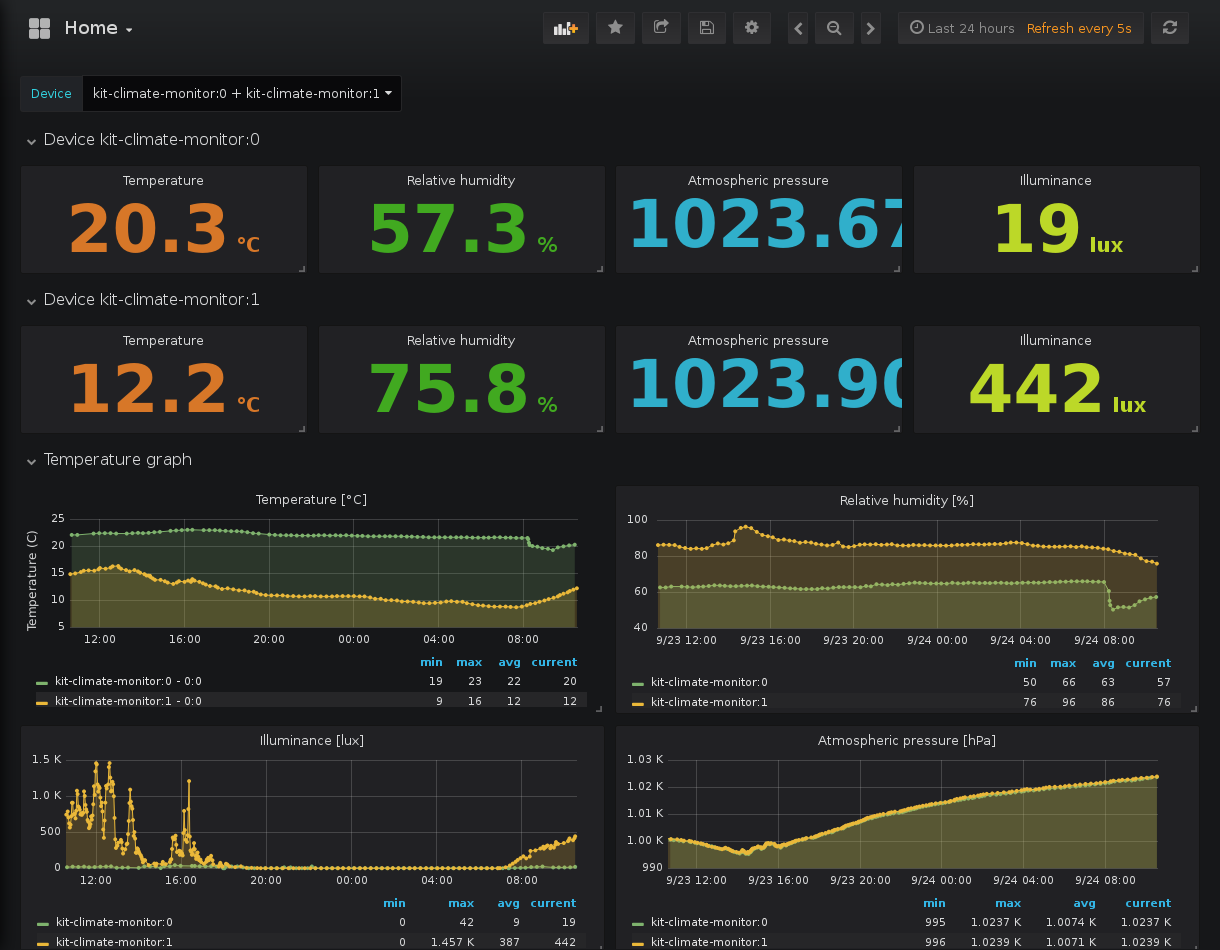 Home
Last 24 hours Refresh every 5s
Device kit-climate-monitor:0 + kit-climate-monitor:1
Device kit-climate-monitor:0
Temperature Relative humidity Atmospheric pressure Illuminance
20.3 °C 57.3 % 1023.67 19 lux
Device kit-climate-monitor:1
Temperature Relative humidity Atmospheric pressure Illuminance
12.2 °C 75.8 % 1023.90 442 lux
Temperature graph
Temperature [°C]
Temperature (C)
25
20
15
10
5
12:00 16:00 20:00 00:00 04:00 08:00
min max avg current
kit-climate-monitor:0 - 0:0 19 23 22 20
kit-climate-monitor:1 - 0:0 9 16 12 12
Relative humidity [%]
100
80
60
40
9/23 12:00 9/23 16:00 9/23 20:00 9/24 00:00 9/24 04:00 9/24 08:00
min max avg current
kit-climate-monitor:0 50 66 63 57
kit-climate-monitor:1 76 96 86 76
Illuminance [lux]
1.5 K
1.0 K
500
0
12:00 16:00 20:00 00:00 04:00 08:00
min max avg current
kit-climate-monitor:0 0 42 9 19
kit-climate-monitor:1 0 1.457 K 387 442
Atmospheric pressure [hPa]
1.03 K
1.02 K
1.01 K
1.00 K
990
9/23 12:00 9/23 16:00 9/23 20:00 9/24 00:00 9/24 04:00 9/24 08:00
min max avg current
kit-climate-monitor:0 995 1.0237 K 1.0074 K 1.0237 K
kit-climate-monitor:1 996 1.0239 K 1.0071 K 1.0239 K